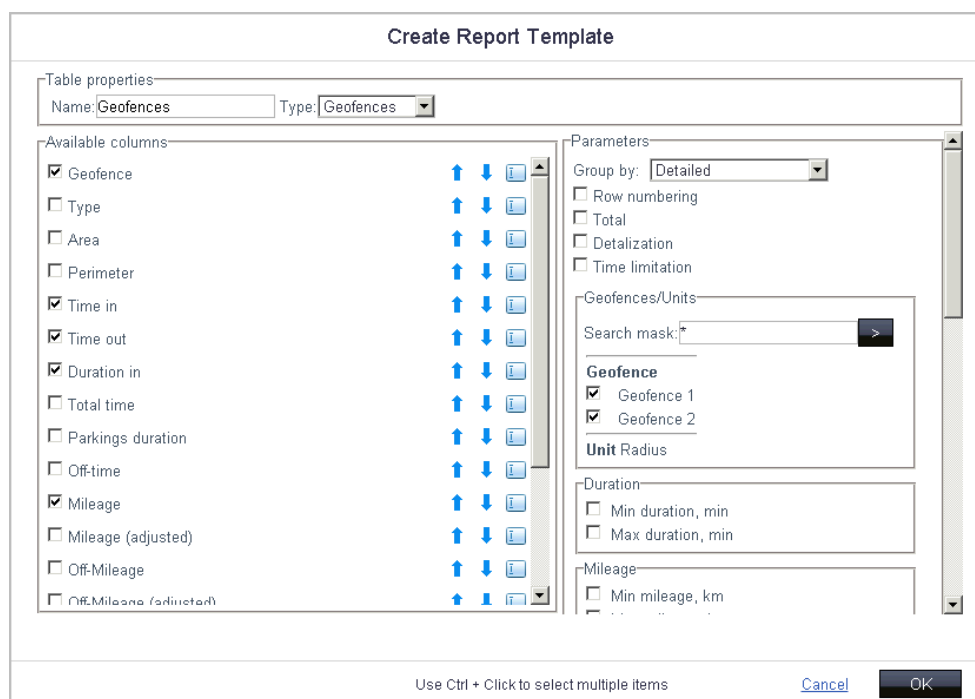 Create Report Template
Table properties
Name: Geofences Type: Geofences
Available columns
Geofence
Type
Area
Perimeter
Time in
Time out
Duration in
Total time
Parkings duration
Off-time
Mileage
Mileage (adjusted)
Off-Mileage
Off-Mileage (adjusted)
Parameters
Group by: Detailed
Row numbering
Total
Detalization
Time limitation
Geofences/Units
Search mask: * >
Geofence
Geofence 1
Geofence 2
Unit Radius
Duration
Min duration, min
Max duration, min
Mileage
Min mileage, km
Use Ctrl + Click to select multiple items
Cancel
OK